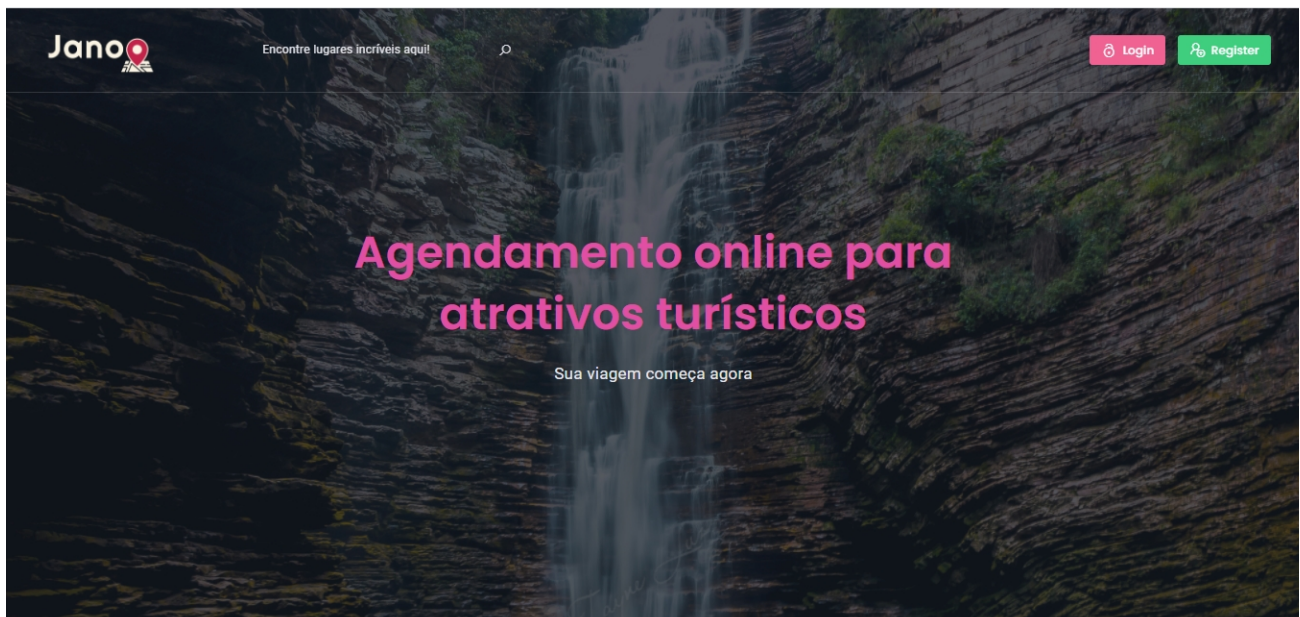 Jano
Encontre lugares incríveis aqui!
Login
Register
Agendamento online para
atrativos turísticos
Sua viagem começa agora